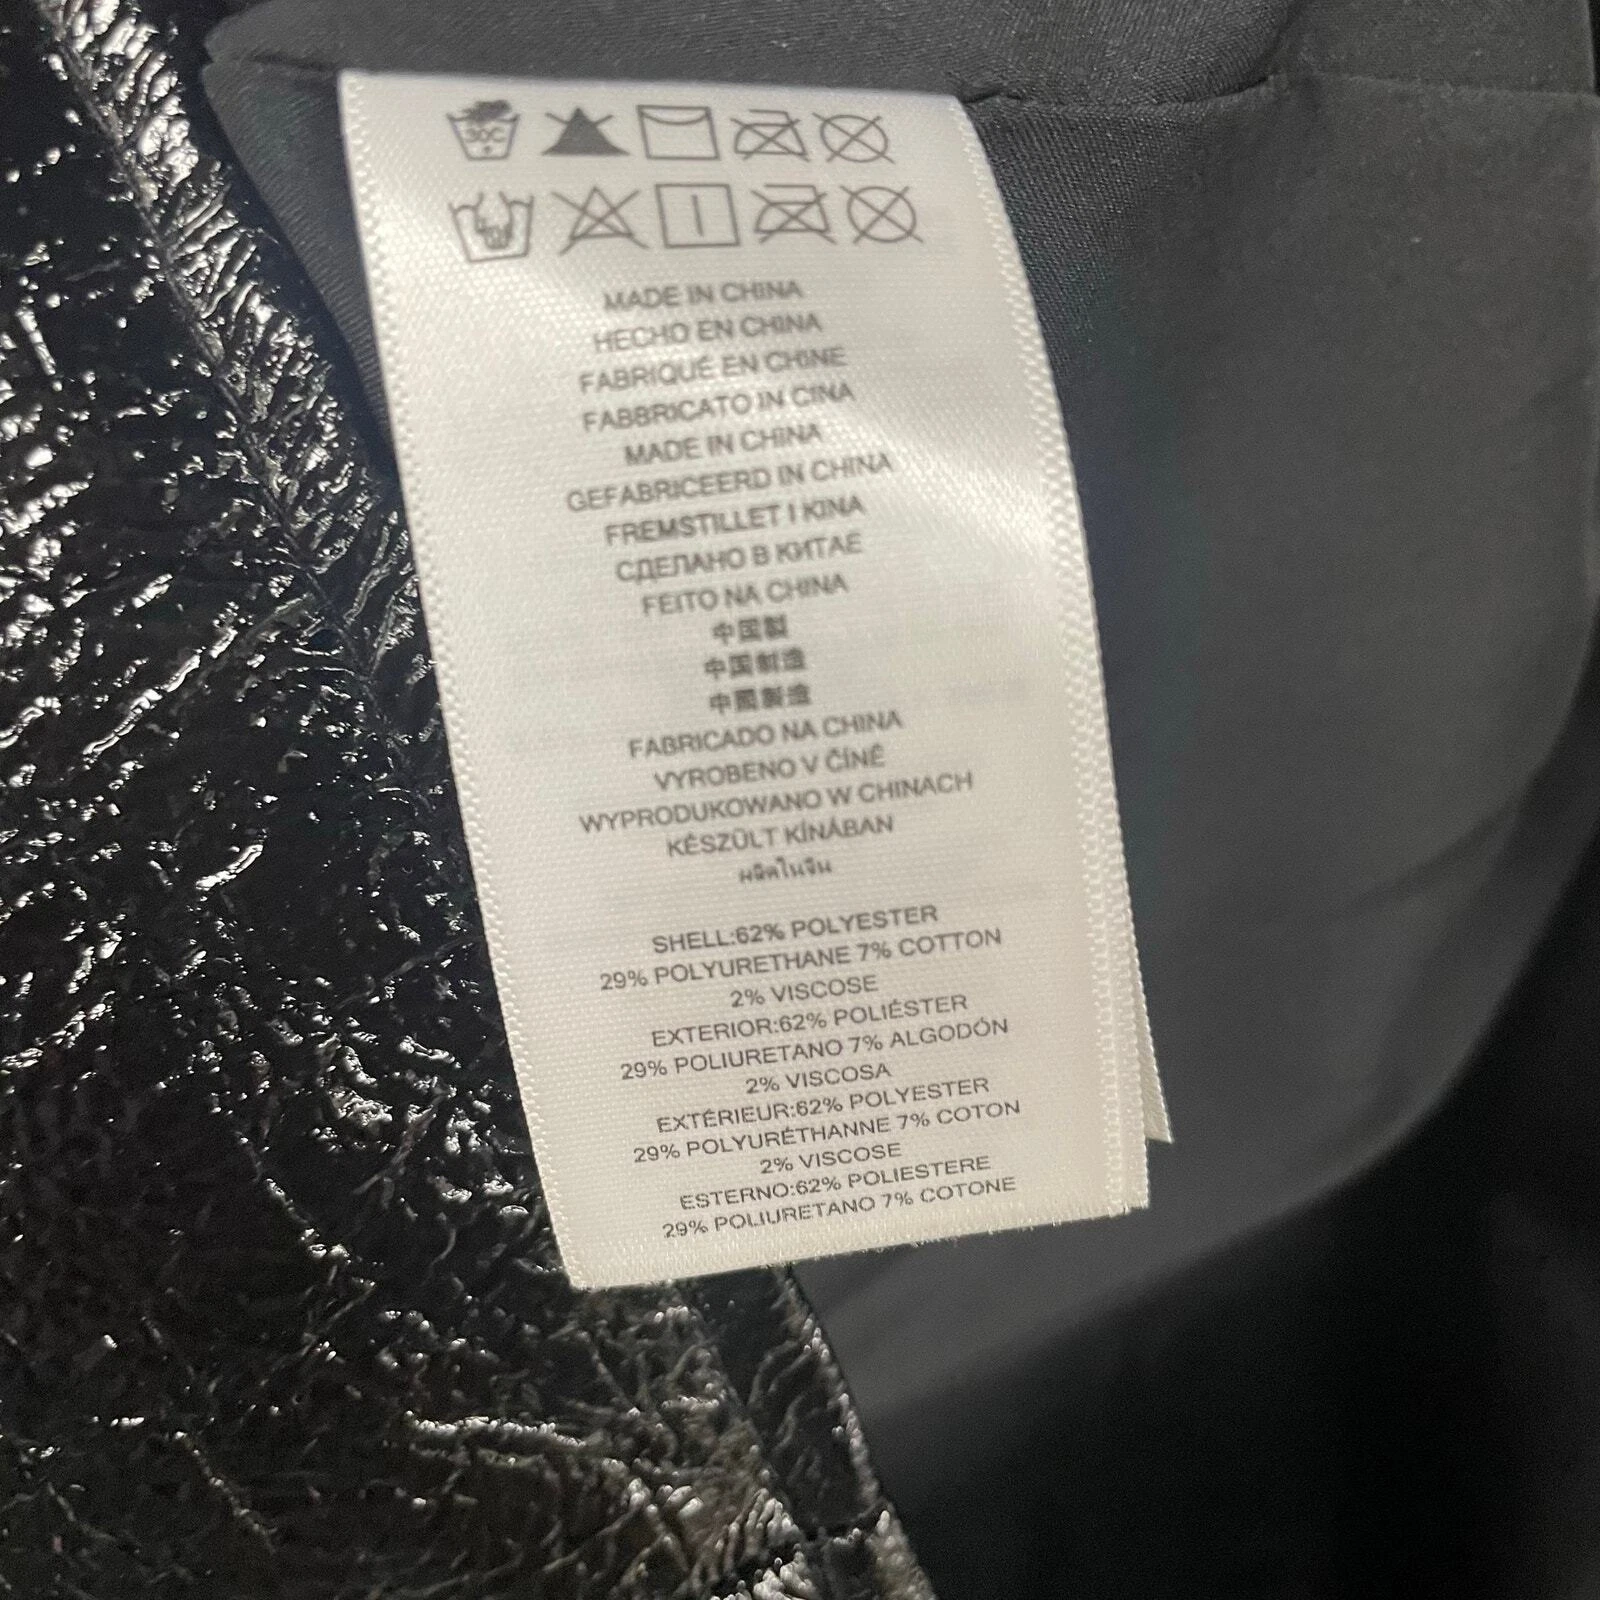 30C
MADE IN CHINA
HECHO EN CHINA
FABRIQUÉ EN CHINE
FABBRICATO IN CINA
MADE IN CHINA
GEFABRICEERD IN CHINA
FREMSTILLET I KINA
СДЕЛАНО В КИТАЕ
FEITO NA CHINA
中国製
中国制造
中國製造
FABRICADO NA CHINA
VYROBENO V ČÍNĚ
WYPRODUKOWANO W CHINACH
KÉSZÜLT KÍNÁBAN
ผลิตในจีน
SHELL:62% POLYESTER
29% POLYURETHANE 7% COTTON
2% VISCOSE
EXTERIOR:62% POLIÉSTER
29% POLIURETANO 7% ALGODÓN
2% VISCOSA
EXTÉRIEUR:62% POLYESTER
29% POLYURÉTHANNE 7% COTON
2% VISCOSE
ESTERNO:62% POLIESTERE
29% POLIURETANO 7% COTONE